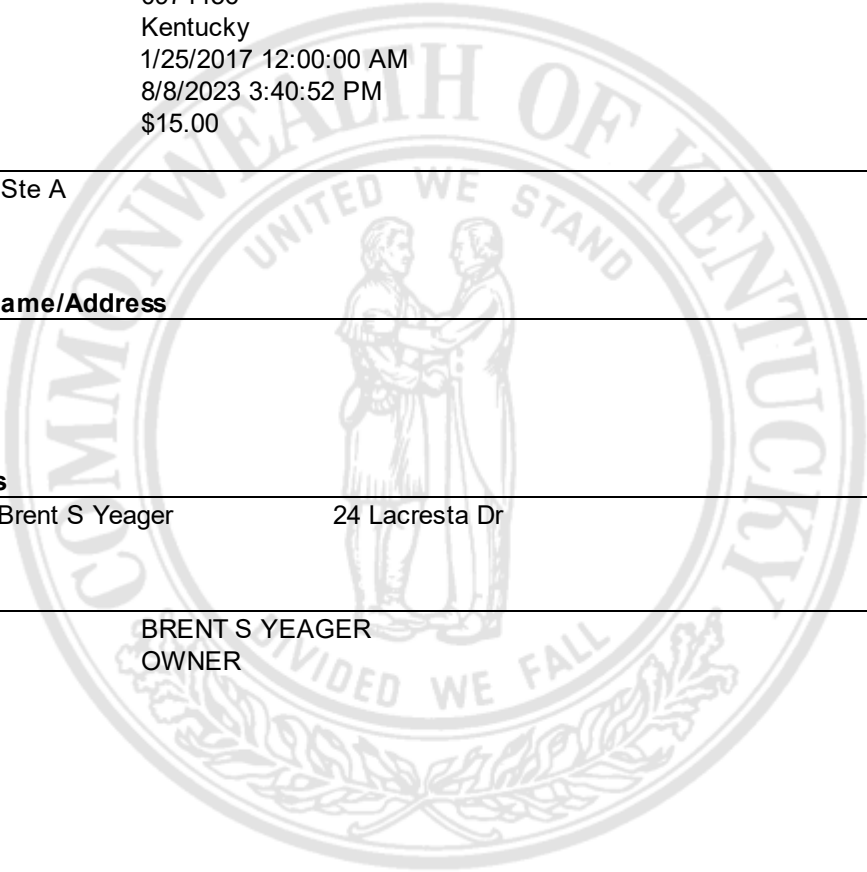 Kentucky
1/25/2017 12:00:00 AM
8/8/2023 3:40:52 PM
$15.00
Ste A
ame/Address
s
Brent S Yeager 24 Lacresta Dr
BRENT S YEAGER
OWNER
COMMONWEALTH OF KENTUCKY
UNITED WE STAND
DIVIDED WE FALL